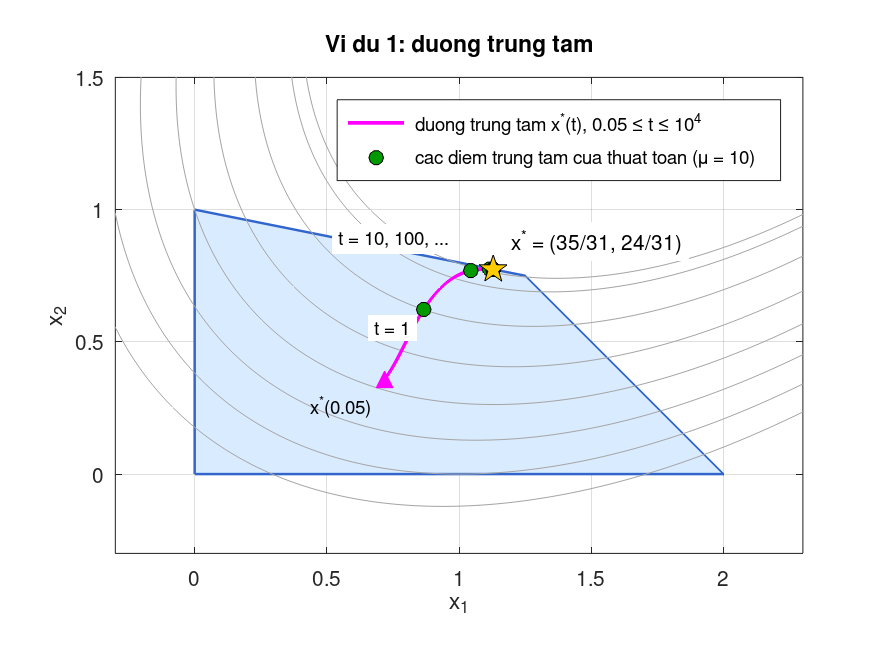 Vi du 1: duong trung tam
duong trung tam x*(t), 0.05 ≤ t ≤ 10^4
cac diem trung tam cua thuat toan (μ = 10)
t = 10, 100, ...
x* = (35/31, 24/31)
t = 1
x*(0.05)
1.5
1
0.5
0
x2
0 0.5 1 1.5 2
x1